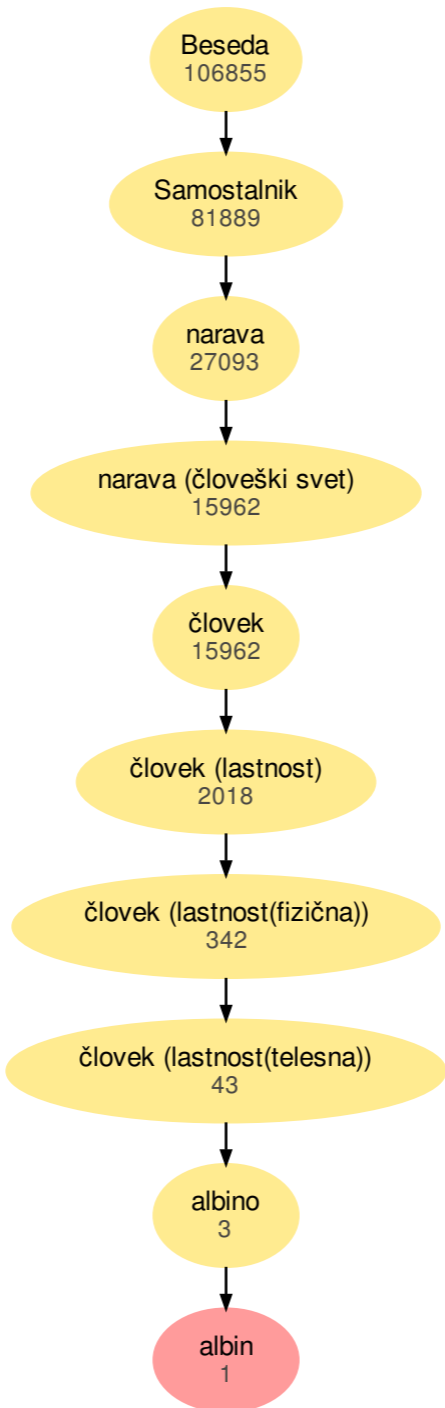 Beseda
106855
Samostalnik
81889
narava
27093
narava (človeški svet)
15962
človek
15962
človek (lastnost)
2018
človek (lastnost(fizična))
342
človek (lastnost(telesna))
43
albino
3
albin
1